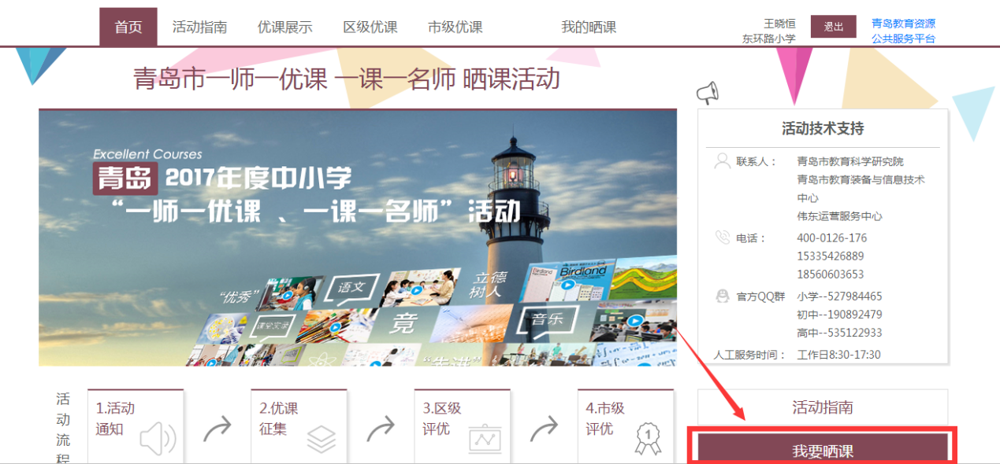 首页
活动指南
优课展示
区级优课
市级优课
我的晒课
王晓恒
东环路小学
退出
青岛教育资源
公共服务平台
青岛市一师一优课 一课一名师 晒课活动
Excellent Courses
青岛 2017年度中小学
“一师一优课 、一课一名师”活动
“优秀”
语文
立德
树人
Birdland
Birdland
课堂实录
竟
音乐
“先进”
活动技术支持
联系人：
青岛市教育科学研究院
青岛市教育装备与信息技术
中心
伟东运营服务中心
电话：
400-0126-176
15335426889
18560603653
官方QQ群
小学--527984465
初中--190892479
高中--535122933
人工服务时间：
工作日8:30-17:30
活动流程
1.活动
通知
2.优课
征集
3.区级
评优
4.市级
评优
1
活动指南
我要晒课